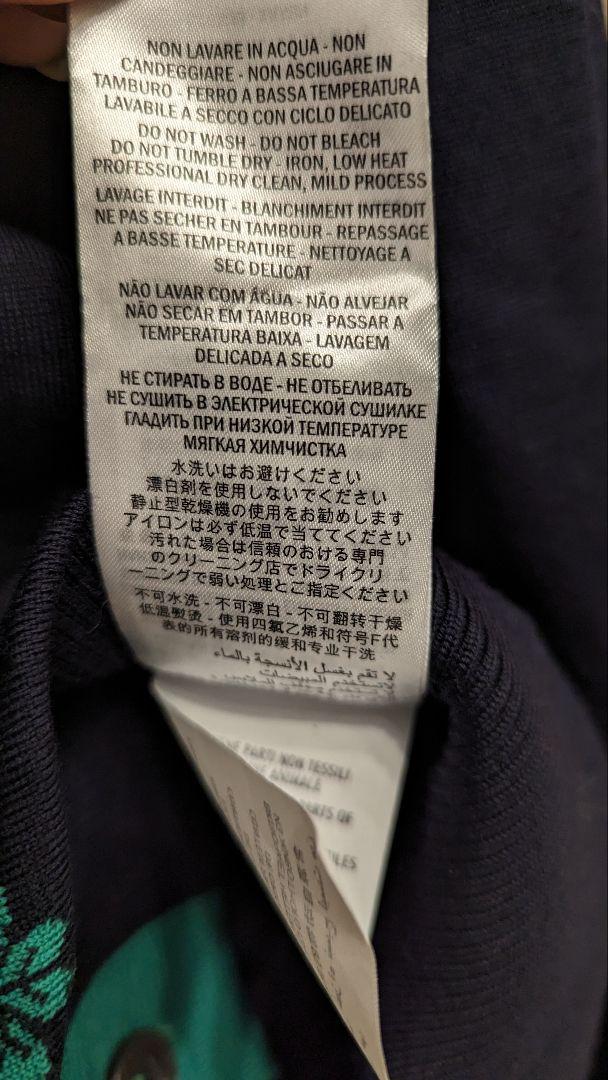 NON LAVARE IN ACQUA - NON
CANDEGGIARE - NON ASCIUGARE IN
TAMBURO - FERRO A BASSA TEMPERATURA
LAVABILE A SECCO CON CICLO DELICATO
DO NOT WASH - DO NOT BLEACH
DO NOT TUMBLE DRY - IRON, LOW HEAT
PROFESSIONAL DRY CLEAN, MILD PROCESS
LAVAGE INTERDIT - BLANCHIMENT INTERDIT
NE PAS SECHER EN TAMBOUR - REPASSAGE
A BASSE TEMPERATURE - NETTOYAGE A
SEC DELICAT
NÃO LAVAR COM ÁGUA - NÃO ALVEJAR
NÃO SECAR EM TAMBOR - PASSAR A
TEMPERATURA BAIXA - LAVAGEM
DELICADA A SECO
НЕ СТИРАТЬ В ВОДЕ - НЕ ОТБЕЛИВАТЬ
НЕ СУШИТЬ В ЭЛЕКТРИЧЕСКОЙ СУШИЛКЕ
ГЛАДИТЬ ПРИ НИЗКОЙ ТЕМПЕРАТУРЕ
МЯГКАЯ ХИМЧИСТКА
水洗いはお避けください
漂白剤を使用しないでください
静止型乾燥機の使用をお勧めします
アイロンは必ず低温で当ててください
汚れた場合は信頼のおける専門
のクリーニング店でドライクリ
ーニングで弱い処理とご指定ください
不可水洗 - 不可漂白 - 不可翻转干燥
低温熨烫 - 使用四氯乙烯和符号F代
表的所有溶剂的缓和专业干洗
لا تقم بغسل الأنسجة بالماء
PARTI NON TESSILI
ANIMALE
PARTS OF